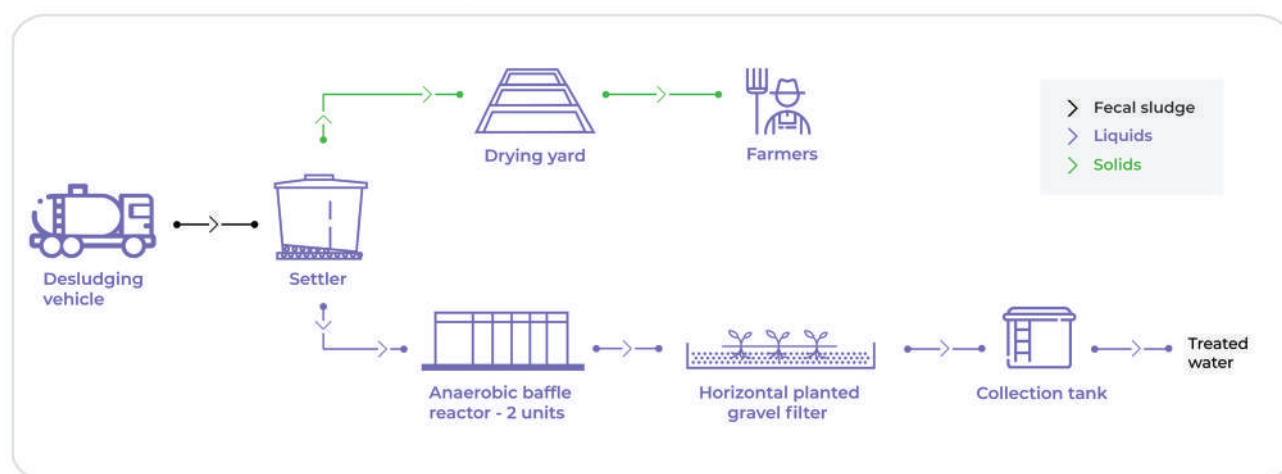 Fecal sludge
Liquids
Solids
Drying yard
Farmers
Desludging
vehicle
Settler
Anaerobic baffle
reactor - 2 units
Horizontal planted
gravel filter
Collection tank
Treated
water